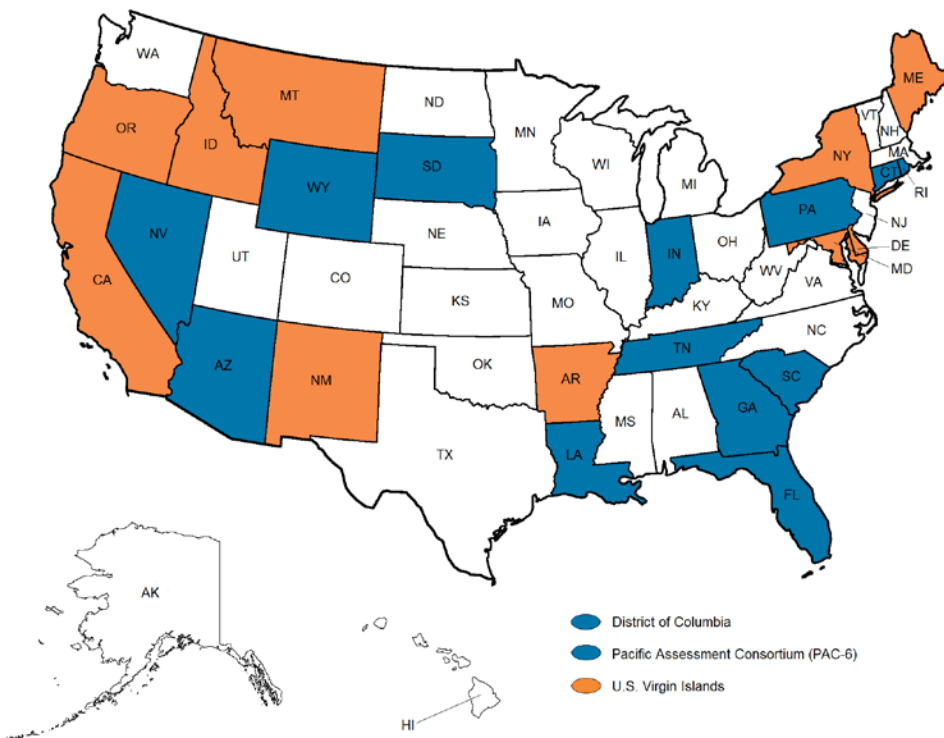 WA
MT
ND
MN
OR
ID
WY
SD
WI
MI
ME
VT
NH
MA
NY
CT
RI
NV
UT
CO
NE
IA
IL
IN
OH
PA
NJ
DE
MD
WV
VA
CA
KS
MO
KY
NC
AZ
NM
OK
AR
TN
SC
TX
LA
MS
AL
GA
FL
AK
HI
District of Columbia
Pacific Assessment Consortium (PAC-6)
U.S. Virgin Islands